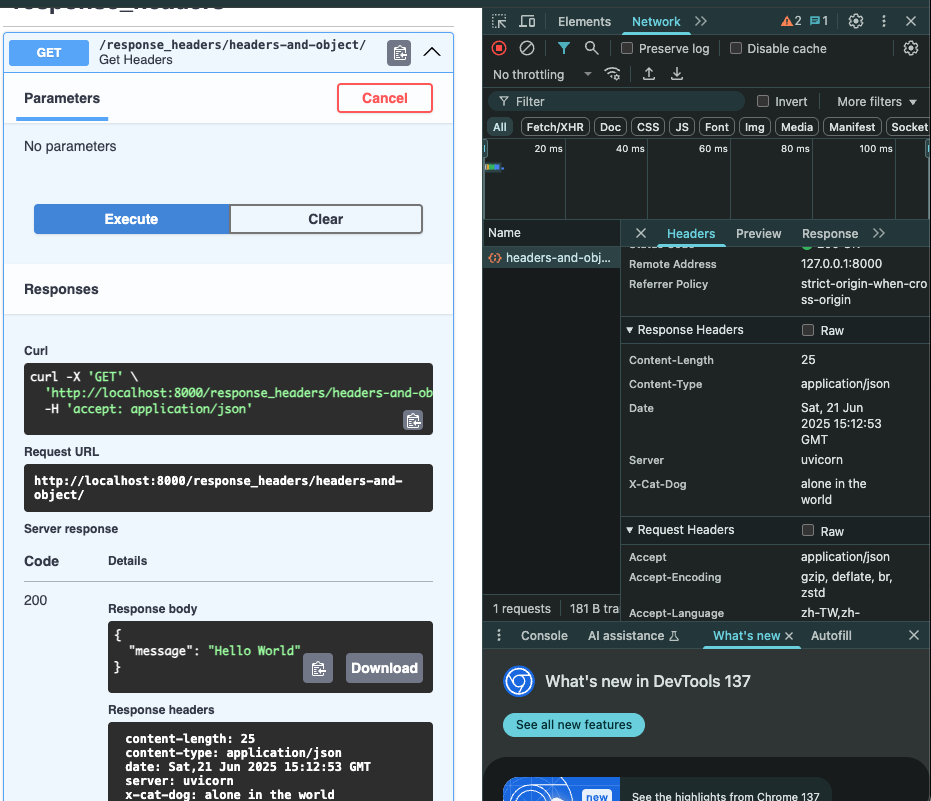 response_headers
GET
/response_headers/headers-and-object/
Get Headers
Parameters
Cancel
No parameters
Execute
Clear
Responses
Curl
curl -X 'GET' \
'http://localhost:8000/response_headers/headers-and-ob
-H 'accept: application/json'
Request URL
http://localhost:8000/response_headers/headers-and-
object/
Server response
Code
Details
200
Response body
{
"message": "Hello World"
}
Download
Response headers
content-length: 25
content-type: application/json
date: Sat,21 Jun 2025 15:12:53 GMT
server: uvicorn
x-cat-dog: alone in the world
Elements
Network
2
1
Preserve log
Disable cache
No throttling
Filter
Invert
More filters
All
Fetch/XHR
Doc
CSS
JS
Font
Img
Media
Manifest
Socket
20 ms
40 ms
60 ms
80 ms
100 ms
Name
Headers
Preview
Response
headers-and-obj...
Remote Address
127.0.0.1:8000
Referrer Policy
strict-origin-when-cro
ss-origin
Response Headers
Raw
Content-Length
25
Content-Type
application/json
Date
Sat, 21 Jun
2025 15:12:53
GMT
Server
uvicorn
X-Cat-Dog
alone in the
world
Request Headers
Raw
Accept
application/json
Accept-Encoding
gzip, deflate, br,
zstd
Accept-Language
zh-TW,zh-
1 requests
181 B tra
Console
AI assistance
What's new
Autofill
What's new in DevTools 137
See all new features
new
See the highlights from Chrome 137